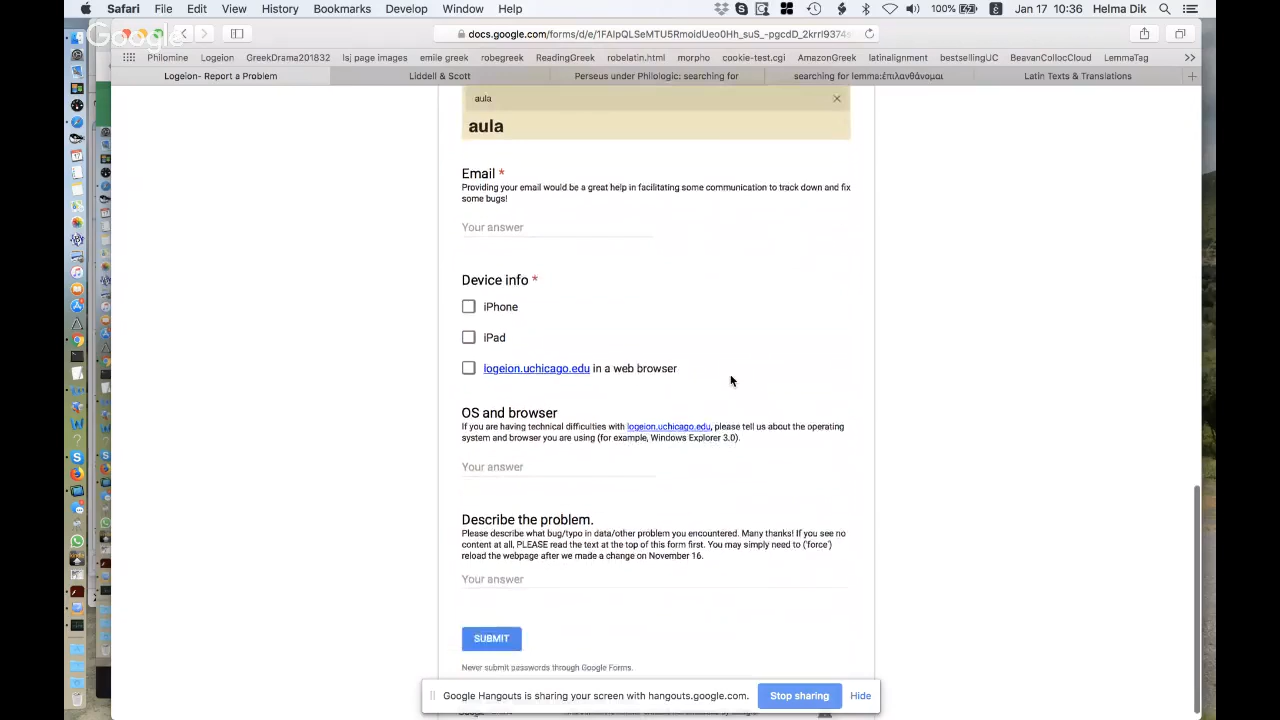 Safari File Edit View History Bookmarks Develop Window Help 100% Jan 17 10:36 Helma Dik
Google
docs.google.com/forms/d/e/1FAIpQLSeMTU5RmoidUeo0Hh_suS_-pgcdD_2krrl9374
Philomine Logeion GreekDrama201832 lsj page images emilie greek robegreek ReadingGreek robelatin.html morpho cookie-test.cgi AmazonGreek latinalignment bestsellingUC BeavanCollocCloud LemmaTag
Logeion- Report a Problem Liddell & Scott Perseus under Philologic: searching for searching for lemma:ἐπιλανθάνομαι Latin Texts & Translations
aula
aula
Email *
Providing your email would be a great help in facilitating some communication to track down and fix
some bugs!
Your answer
Device info *
iPhone
iPad
logeion.uchicago.edu in a web browser
OS and browser
If you are having technical difficulties with logeion.uchicago.edu, please tell us about the operating
system and browser you are using (for example, Windows Explorer 3.0).
Your answer
Describe the problem.
Please describe what bug/typo in data/other problem you encountered. Many thanks! If you see no
content at all, PLEASE read the text at the top of this form first. You may simply need to ('force')
reload the webpage after we made a change on November 16.
Your answer
SUBMIT
Never submit passwords through Google Forms.
Google Hangouts is sharing your screen with hangouts.google.com. Stop sharing Hide